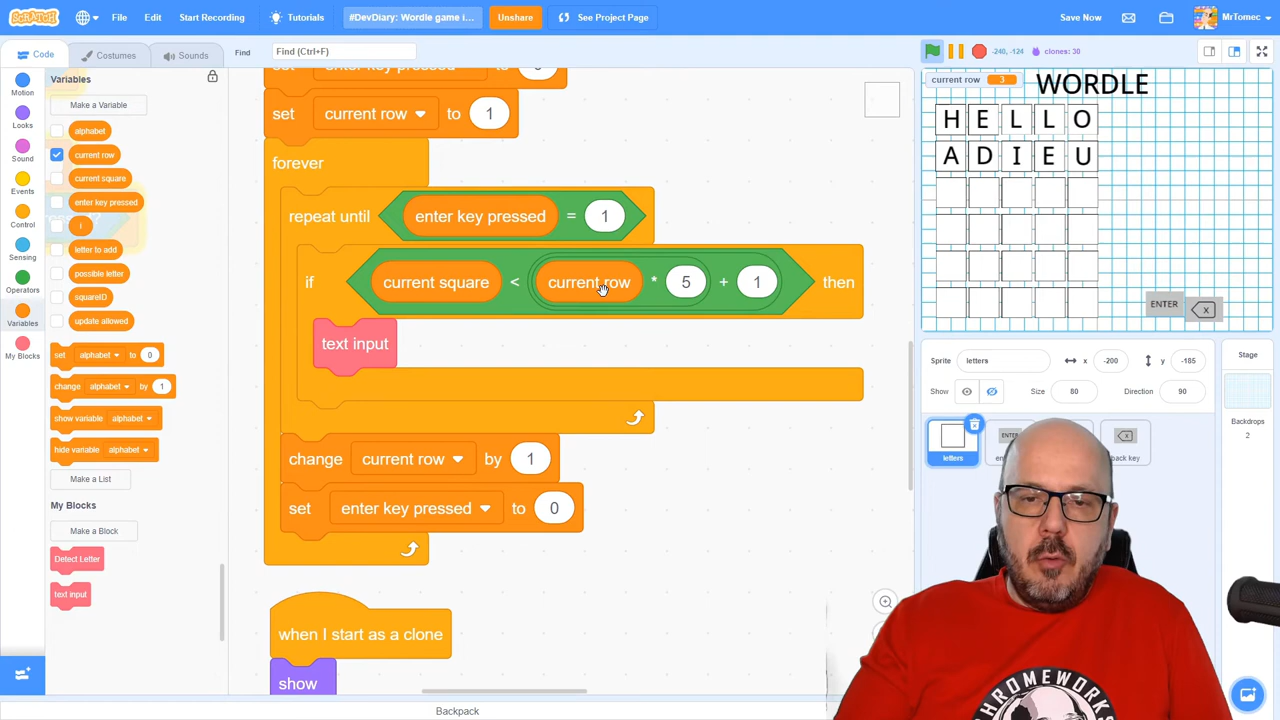 SCRATCH
File
Edit
Start Recording
Tutorials
#DevDiary: Wordle game i...
Unshare
See Project Page
Save Now
MrTomec
Code
Costumes
Sounds
Find
Find (Ctrl+F)
-240, -124
clones: 30
Motion
Looks
Sound
Events
Control
Sensing
Operators
Variables
My Blocks
Variables
Make a Variable
alphabet
current row
current square
enter key pressed
i
letter to add
possible letter
squareID
update allowed
set alphabet to 0
change alphabet by 1
show variable alphabet
hide variable alphabet
Make a List
My Blocks
Make a Block
Detect Letter
text input
set current row to 1
forever
repeat until enter key pressed = 1
if current square < current row * 5 + 1 then
text input
change current row by 1
set enter key pressed to 0
when I start as a clone
show
Backpack
current row 3
WORDLE
H E L L O
A D I E U
ENTER
X
Sprite
letters
x
-200
y
-185
Show
Size
80
Direction
90
letters
ENTER
back key
Stage
Backdrops
2
CHROMEWORKS